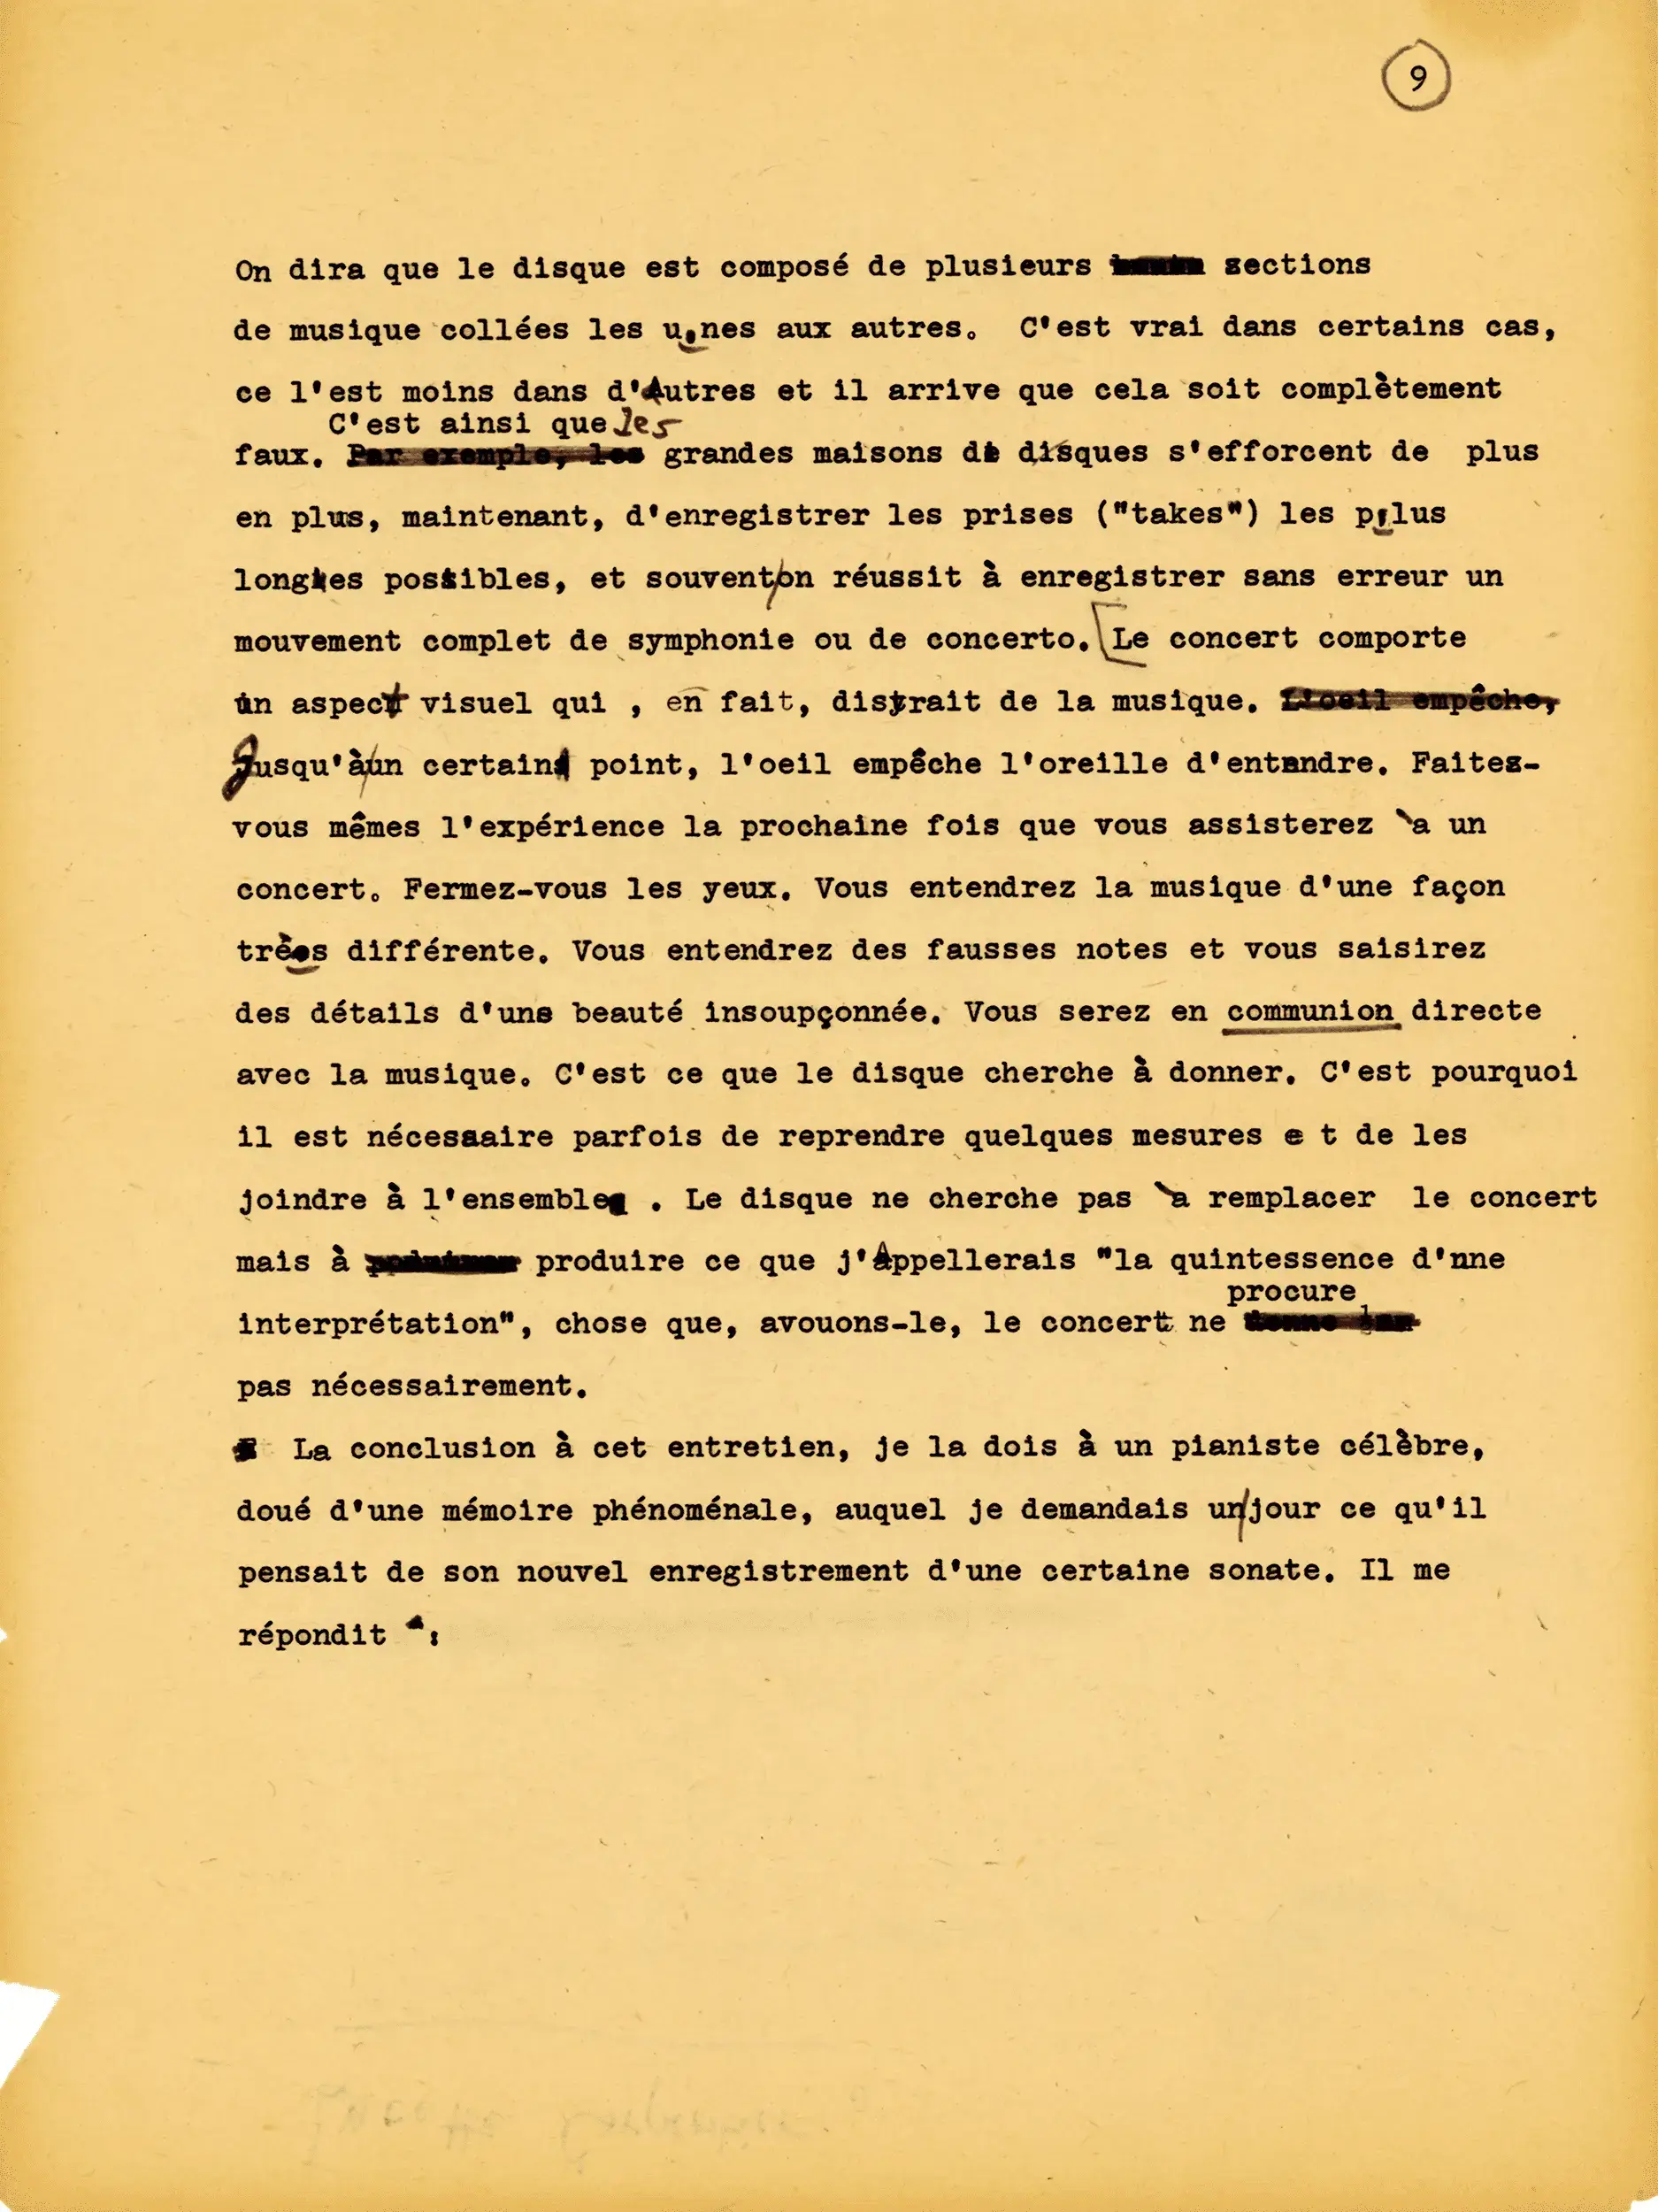 9
On dira que le disque est composé de plusieurs sections
de musique collées les unes aux autres. C'est vrai dans certains cas,
ce l'est moins dans d'Autres et il arrive que cela soit complètement
C'est ainsi que les
faux. Par exemple, les grandes maisons de disques s'efforcent de plus
en plus, maintenant, d'enregistrer les prises ("takes") les plus
longues possibles, et souvent/on réussit à enregistrer sans erreur un
mouvement complet de symphonie ou de concerto. [Le concert comporte
un aspect visuel qui , en fait, distrait de la musique. L'oeil empêche,
Jusqu'à/un certain point, l'oeil empêche l'oreille d'entendre. Faites-
vous mêmes l'expérience la prochaine fois que vous assisterez `a un
concert. Fermez-vous les yeux. Vous entendrez la musique d'une façon
très différente. Vous entendrez des fausses notes et vous saisirez
des détails d'une beauté insoupçonnée. Vous serez en communion directe
avec la musique. C'est ce que le disque cherche à donner. C'est pourquoi
il est nécesaaire parfois de reprendre quelques mesures e t de les
joindre à l'ensemble . Le disque ne cherche pas `a remplacer le concert
mais à produire ce que j'Appellerais "la quintessence d'nne
procure
interprétation", chose que, avouons-le, le concert ne
pas nécessairement.
La conclusion à cet entretien, je la dois à un pianiste célèbre,
doué d'une mémoire phénoménale, auquel je demandais un/jour ce qu'il
pensait de son nouvel enregistrement d'une certaine sonate. Il me
répondit :